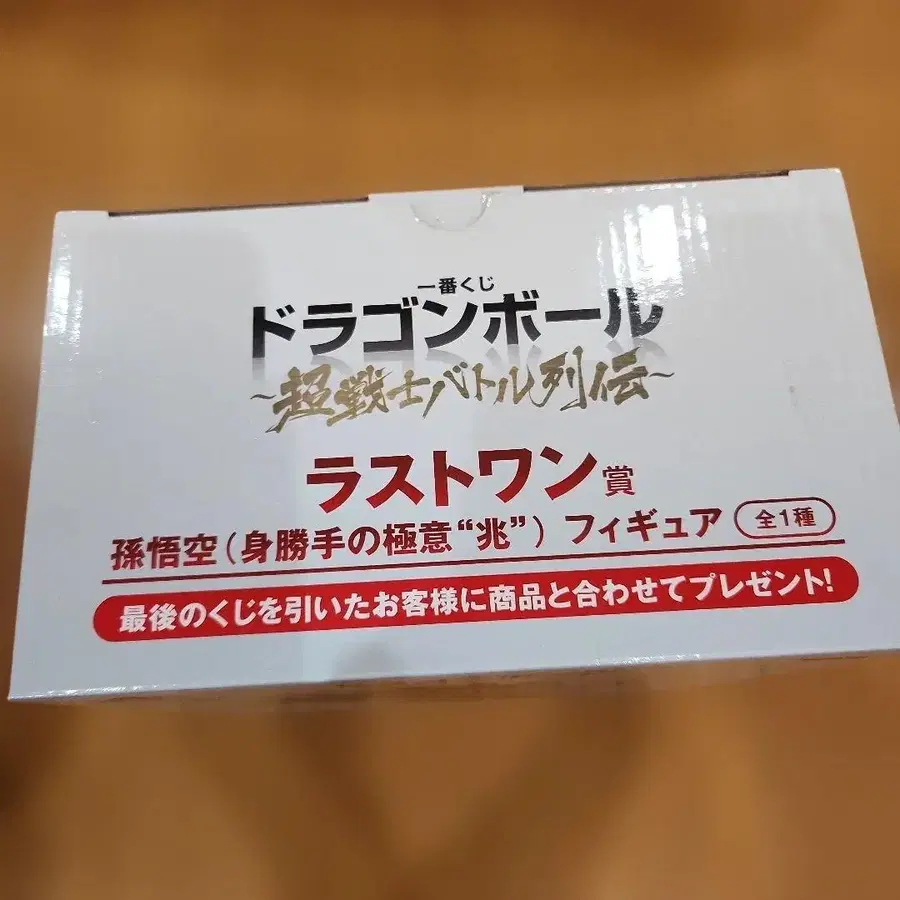 一番くじ
ドラゴンボール
~超戦士バトル列伝~
ラストワン賞
孫悟空(身勝手の極意“兆”) フィギュア 全1種
最後のくじを引いたお客様に商品と合わせてプレゼント!